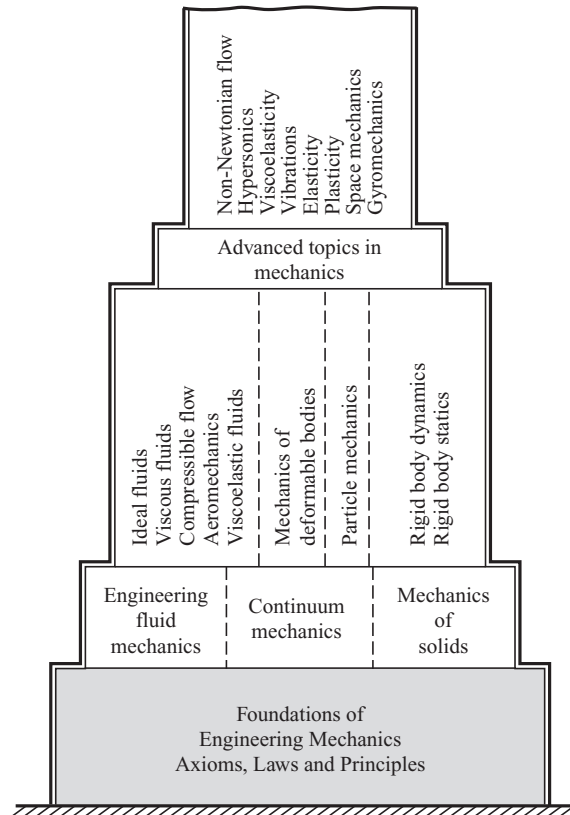 Non-Newtonian flow
Hypersonics
Viscoelasticity
Vibrations
Elasticity
Plasticity
Space mechanics
Gyromechanics
Advanced topics in
mechanics
Ideal fluids
Viscous fluids
Compressible flow
Aeromechanics
Viscoelastic fluids
Mechanics of
deformable bodies
Particle mechanics
Rigid body dynamics
Rigid body statics
Engineering
fluid
mechanics
Continuum
mechanics
Mechanics
of
solids
Foundations of
Engineering Mechanics
Axioms, Laws and Principles